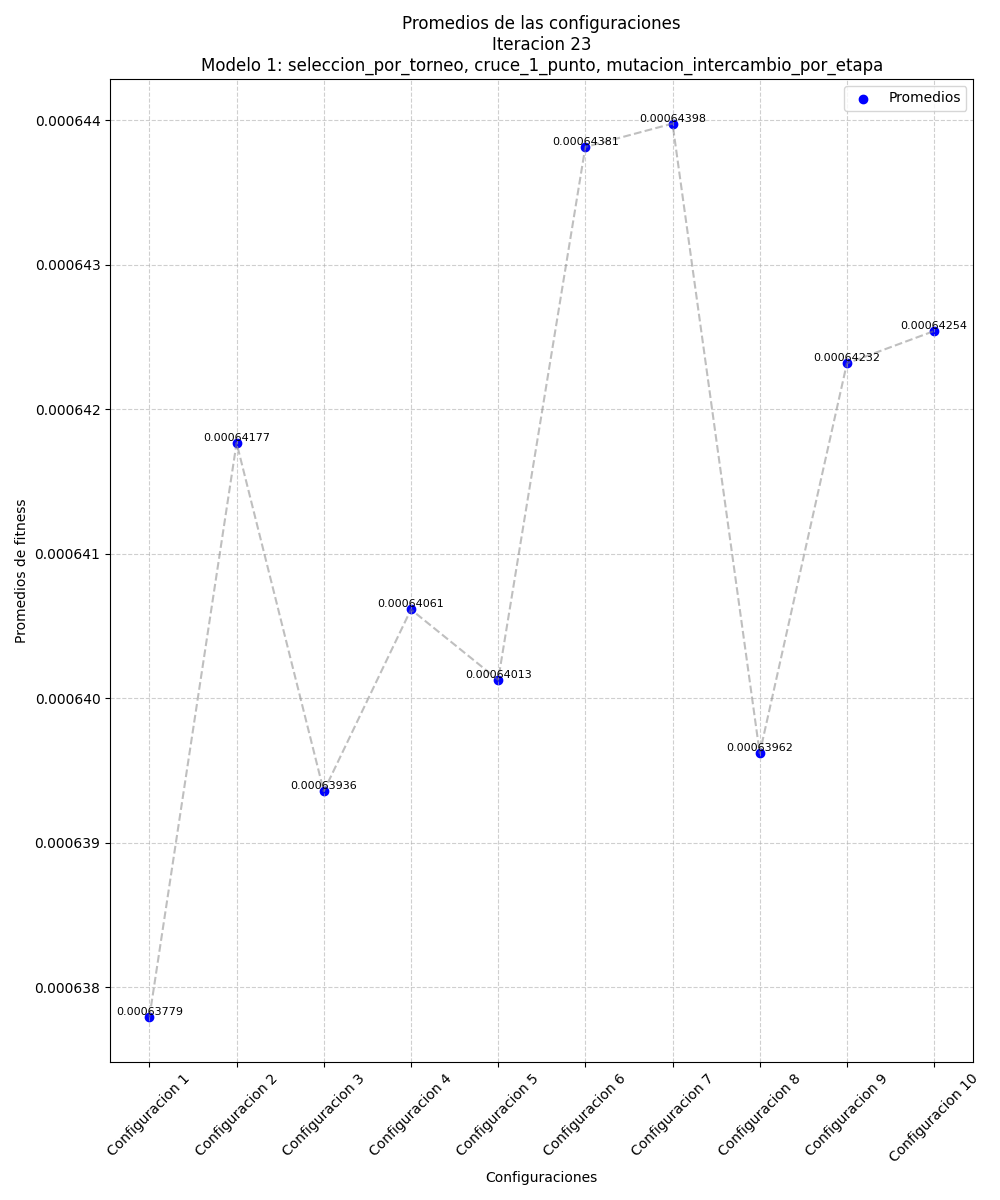 Promedios de las configuraciones
Iteracion 23
Modelo 1: seleccion_por_torneo, cruce_1_punto, mutacion_intercambio_por_etapa
Promedios
0.000644
0.000643
0.000642
0.000641
0.000640
0.000639
0.000638
Promedios de fitness
0.00063779
0.00064177
0.00063936
0.00064061
0.00064013
0.00064381
0.00064398
0.00063962
0.00064232
0.00064254
Configuracion 1
Configuracion 2
Configuracion 3
Configuracion 4
Configuracion 5
Configuracion 6
Configuracion 7
Configuracion 8
Configuracion 9
Configuracion 10
Configuraciones